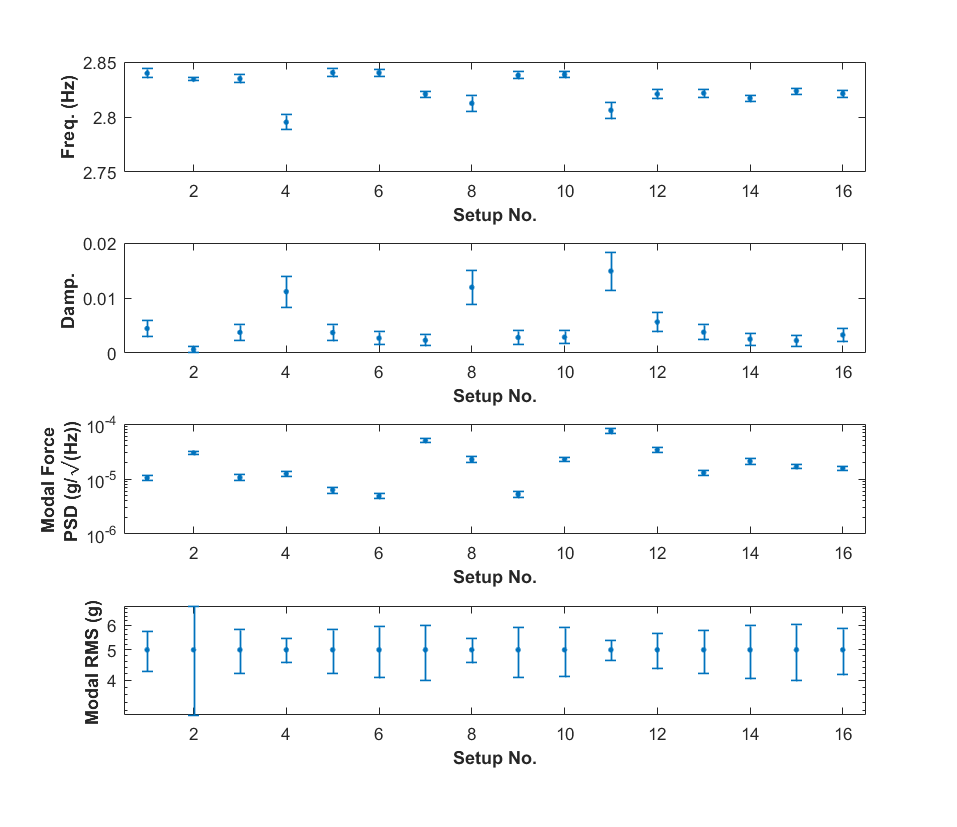 2.85
2.8
2.75
Freq. (Hz)
2 4 6 8 10 12 14 16
Setup No.
0.02
0.01
0
Damp.
2 4 6 8 10 12 14 16
Setup No.
10-4
10-5
10-6
Modal Force
PSD (g/√(Hz))
2 4 6 8 10 12 14 16
Setup No.
6
5
4
Modal RMS (g)
2 4 6 8 10 12 14 16
Setup No.